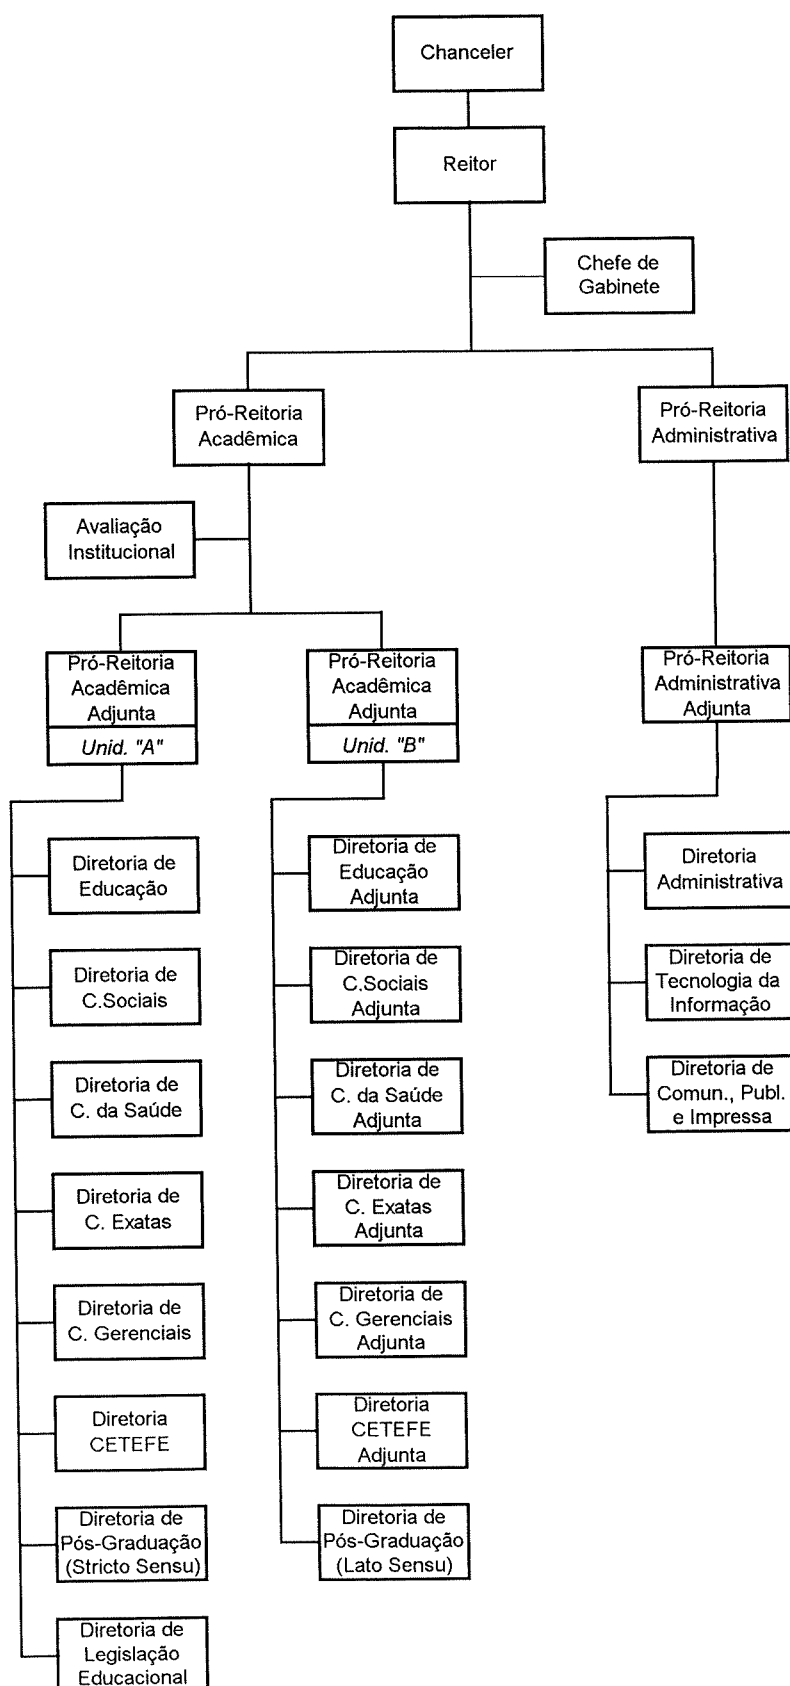 Chanceler
Reitor
Chefe de
Gabinete
Pró-Reitoria
Acadêmica
Pró-Reitoria
Administrativa
Avaliação
Institucional
Pró-Reitoria
Acadêmica
Adjunta
Unid. "A"
Pró-Reitoria
Acadêmica
Adjunta
Unid. "B"
Pró-Reitoria
Administrativa
Adjunta
Diretoria de
Educação
Diretoria de
C.Sociais
Diretoria de
C. da Saúde
Diretoria de
C. Exatas
Diretoria de
C. Gerenciais
Diretoria
CETEFE
Diretoria de
Pós-Graduação
(Stricto Sensu)
Diretoria de
Legislação
Educacional
Diretoria de
Educação
Adjunta
Diretoria de
C.Sociais
Adjunta
Diretoria de
C. da Saúde
Adjunta
Diretoria de
C. Exatas
Adjunta
Diretoria de
C. Gerenciais
Adjunta
Diretoria
CETEFE
Adjunta
Diretoria de
Pós-Graduação
(Lato Sensu)
Diretoria
Administrativa
Diretoria de
Tecnologia da
Informação
Diretoria de
Comun., Publ.
e Impressa